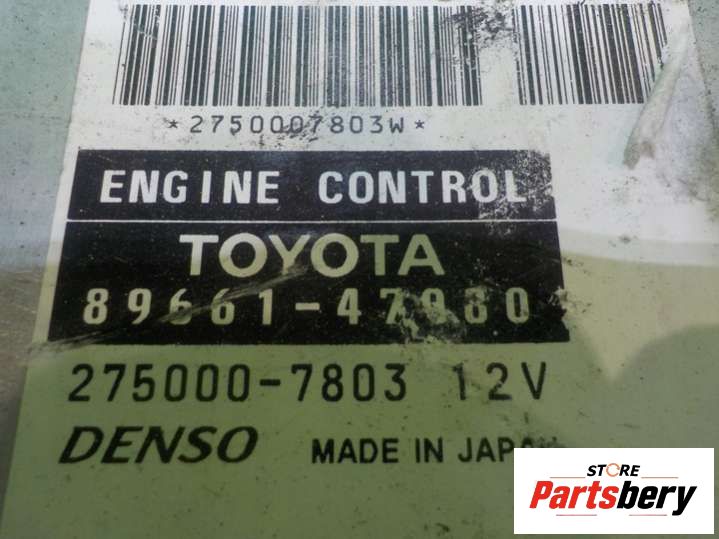 *2750007803W*
ENGINE CONTROL
TOYOTA
89661-47080
275000-7803 12V
DENSO MADE IN JAPAN
STORE
Partsbery